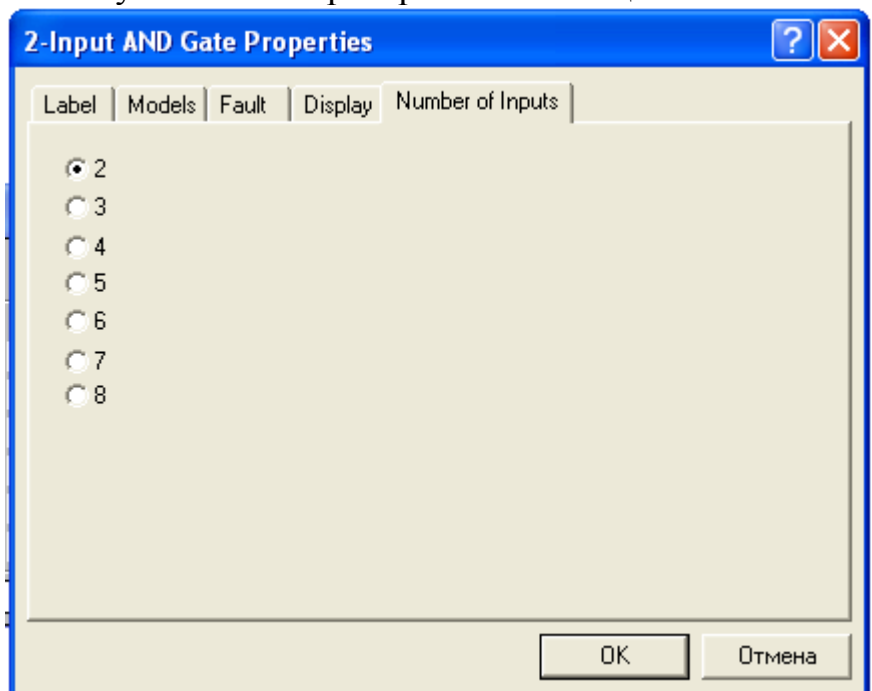 2-Input AND Gate Properties
Label Models Fault Display Number of Inputs
2
3
4
5
6
7
8
OK Отмена